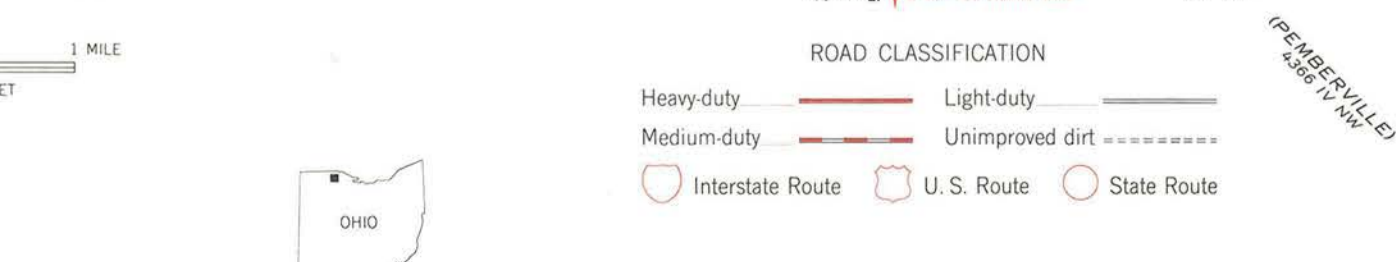 1 MILE
ET
ROAD CLASSIFICATION
Heavy-duty Light-duty
Medium-duty Unimproved dirt
Interstate Route U. S. Route State Route
(PEMBERVILLE)
4366 IV NW
OHIO